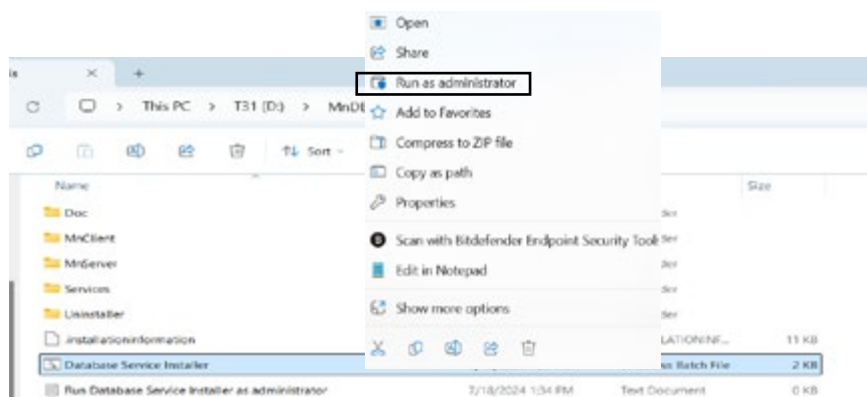 Open
Share
is
Run as administrator
This PC > T31 (D:) > MnD
Add to Favorites
Sort
Compress to ZIP file
Copy as path
Name
Size
Properties
Doc
MnClient
Scan with Bitdefender Endpoint Security Tools
MnServer
Edit in Notepad
Services
Uninstaller
Show more options
.installationinformation
LATIONINF... 11 KB
Database Service Installer
Batch File 2 KB
Run Database Service Installer as administrator 7/18/2024 1:34 PM Text Document 0 KB